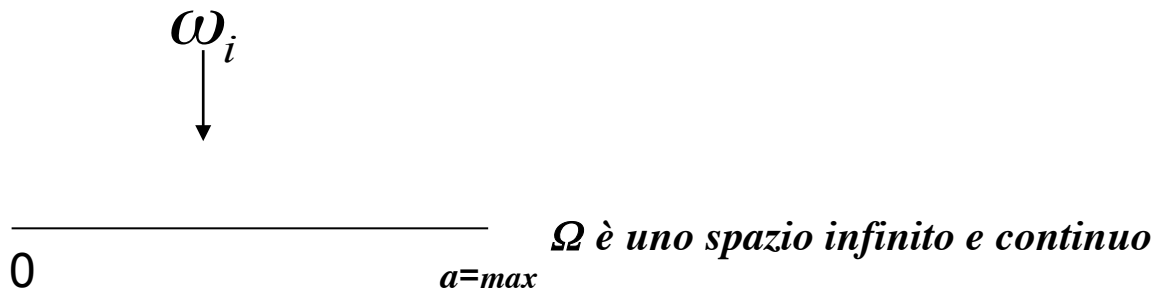 ωᵢ
Ω è uno spazio infinito e continuo
0 a=max